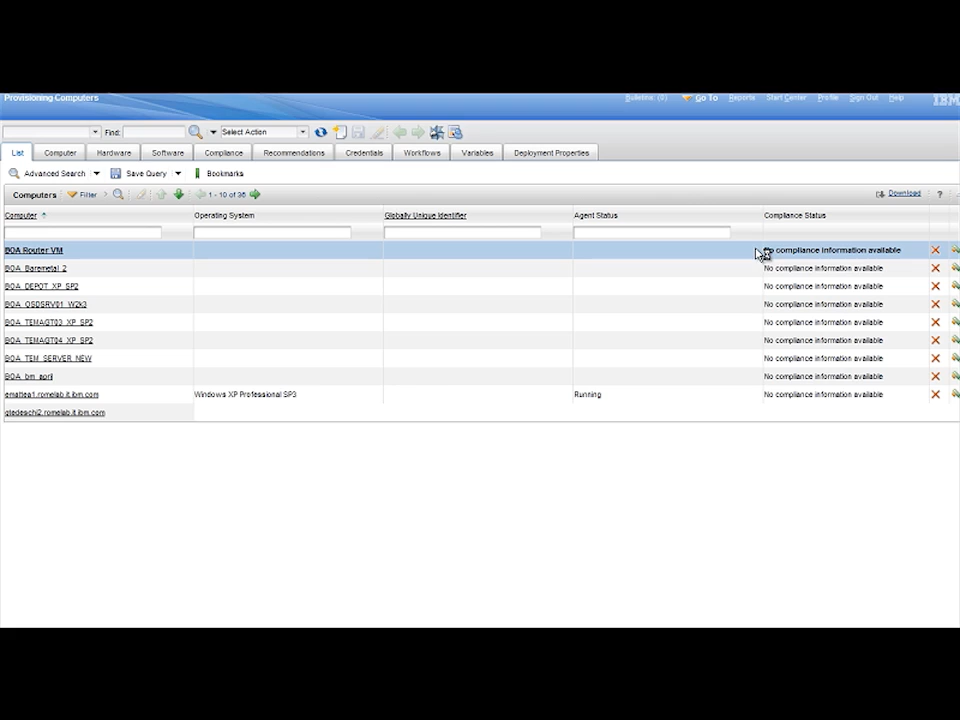 Provisioning Computers Bulletins: (0) Go To Reports Start Center Profile Sign Out Help IBM
Find: Select Action
List Computer Hardware Software Compliance Recommendations Credentials Workflows Variables Deployment Properties
Advanced Search Save Query Bookmarks
Computers Filter 1 - 10 of 36 Download ?
Computer Operating System Globally Unique Identifier Agent Status Compliance Status
BOA Router VM No compliance information available
BOA_Baremetal_2 No compliance information available
BOA_DEPOT_XP_SP2 No compliance information available
BOA_OSDSRV01_W2k3 No compliance information available
BOA_TEMAGT03_XP_SP2 No compliance information available
BOA_TEMAGT04_XP_SP2 No compliance information available
BOA_TEM_SERVER_NEW No compliance information available
BOA_bm_april No compliance information available
emattea1.romelab.it.ibm.com Windows XP Professional SP3 Running No compliance information available
gtedeschi2.romelab.it.ibm.com